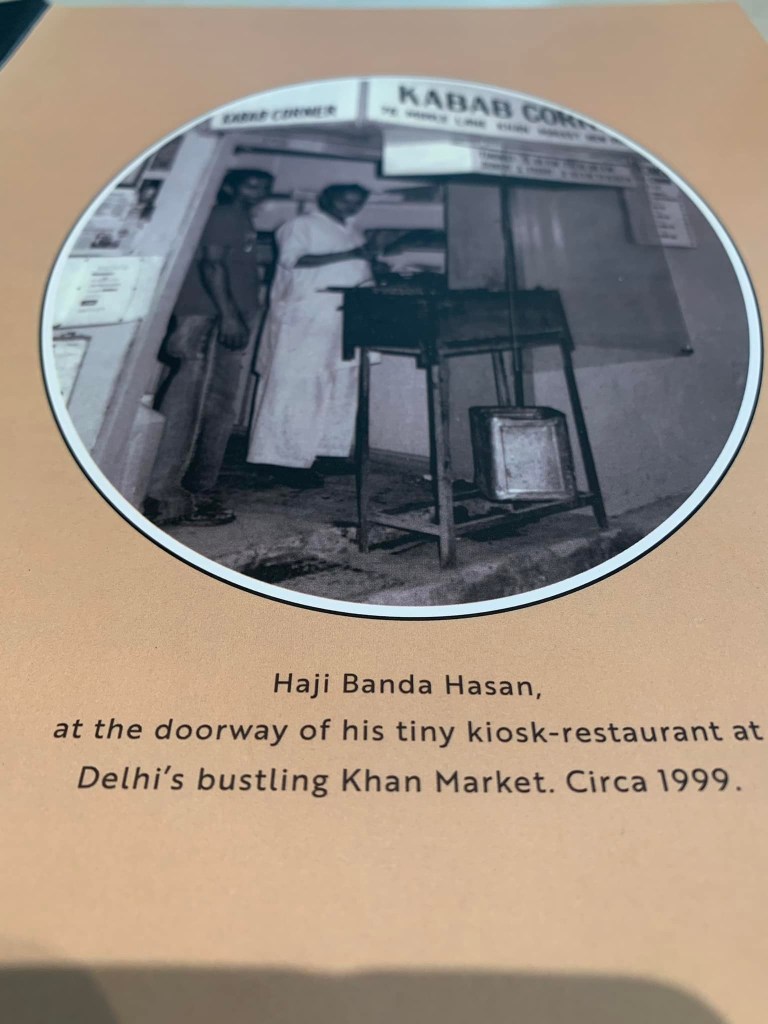 KABAB CORNER
KABAB CORN
Haji Banda Hasan,
at the doorway of his tiny kiosk-restaurant at
Delhi's bustling Khan Market. Circa 1999.